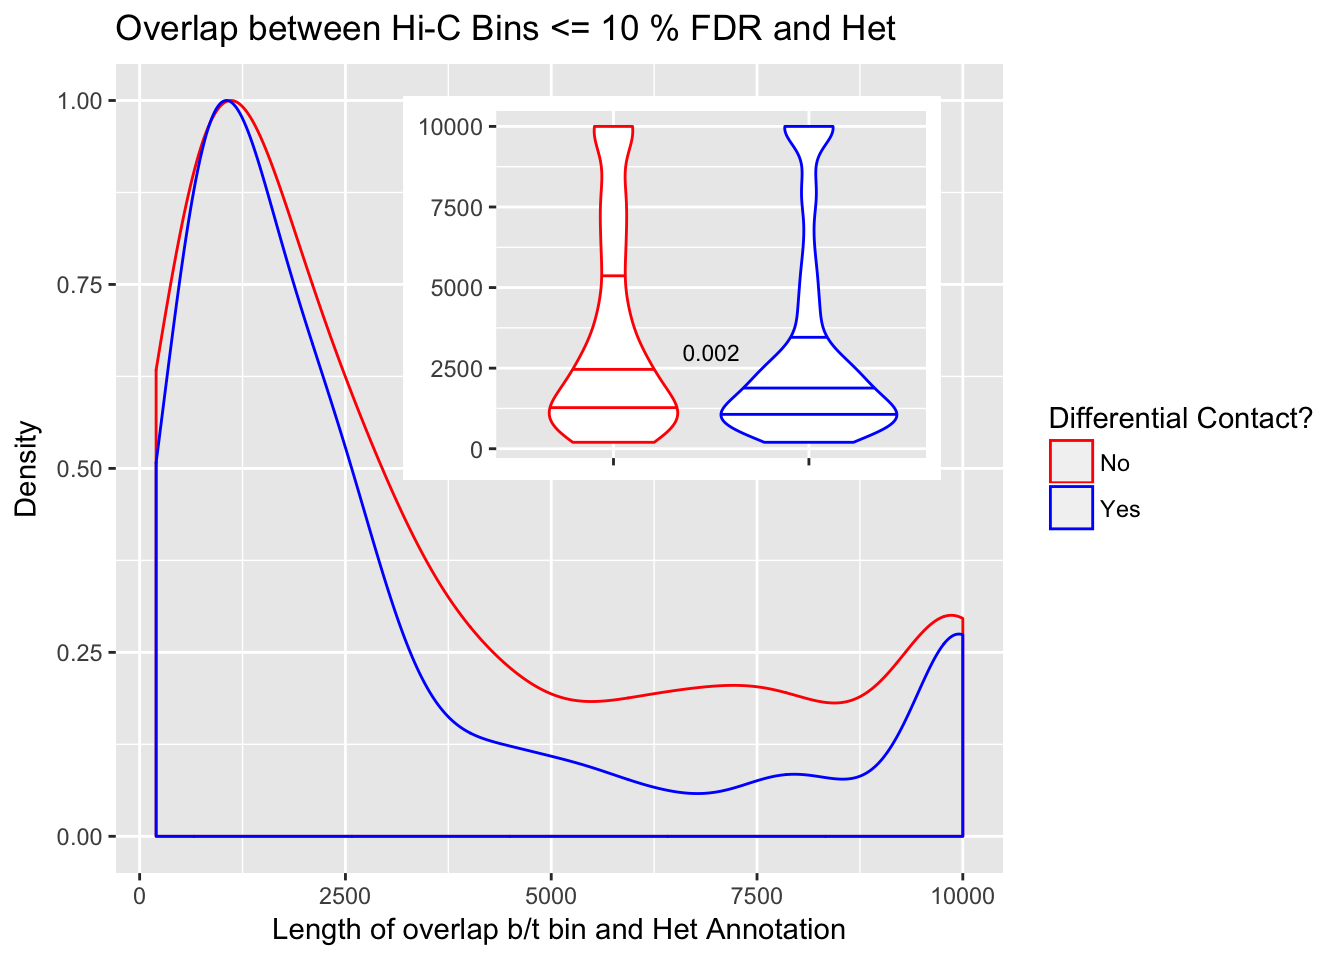 Overlap between Hi-C Bins <= 10 % FDR and Het
1.00
0.75
0.50
0.25
0.00
Density
0
2500
5000
7500
10000
Length of overlap b/t bin and Het Annotation
10000
7500
5000
2500
0
0.002
Differential Contact?
No
Yes